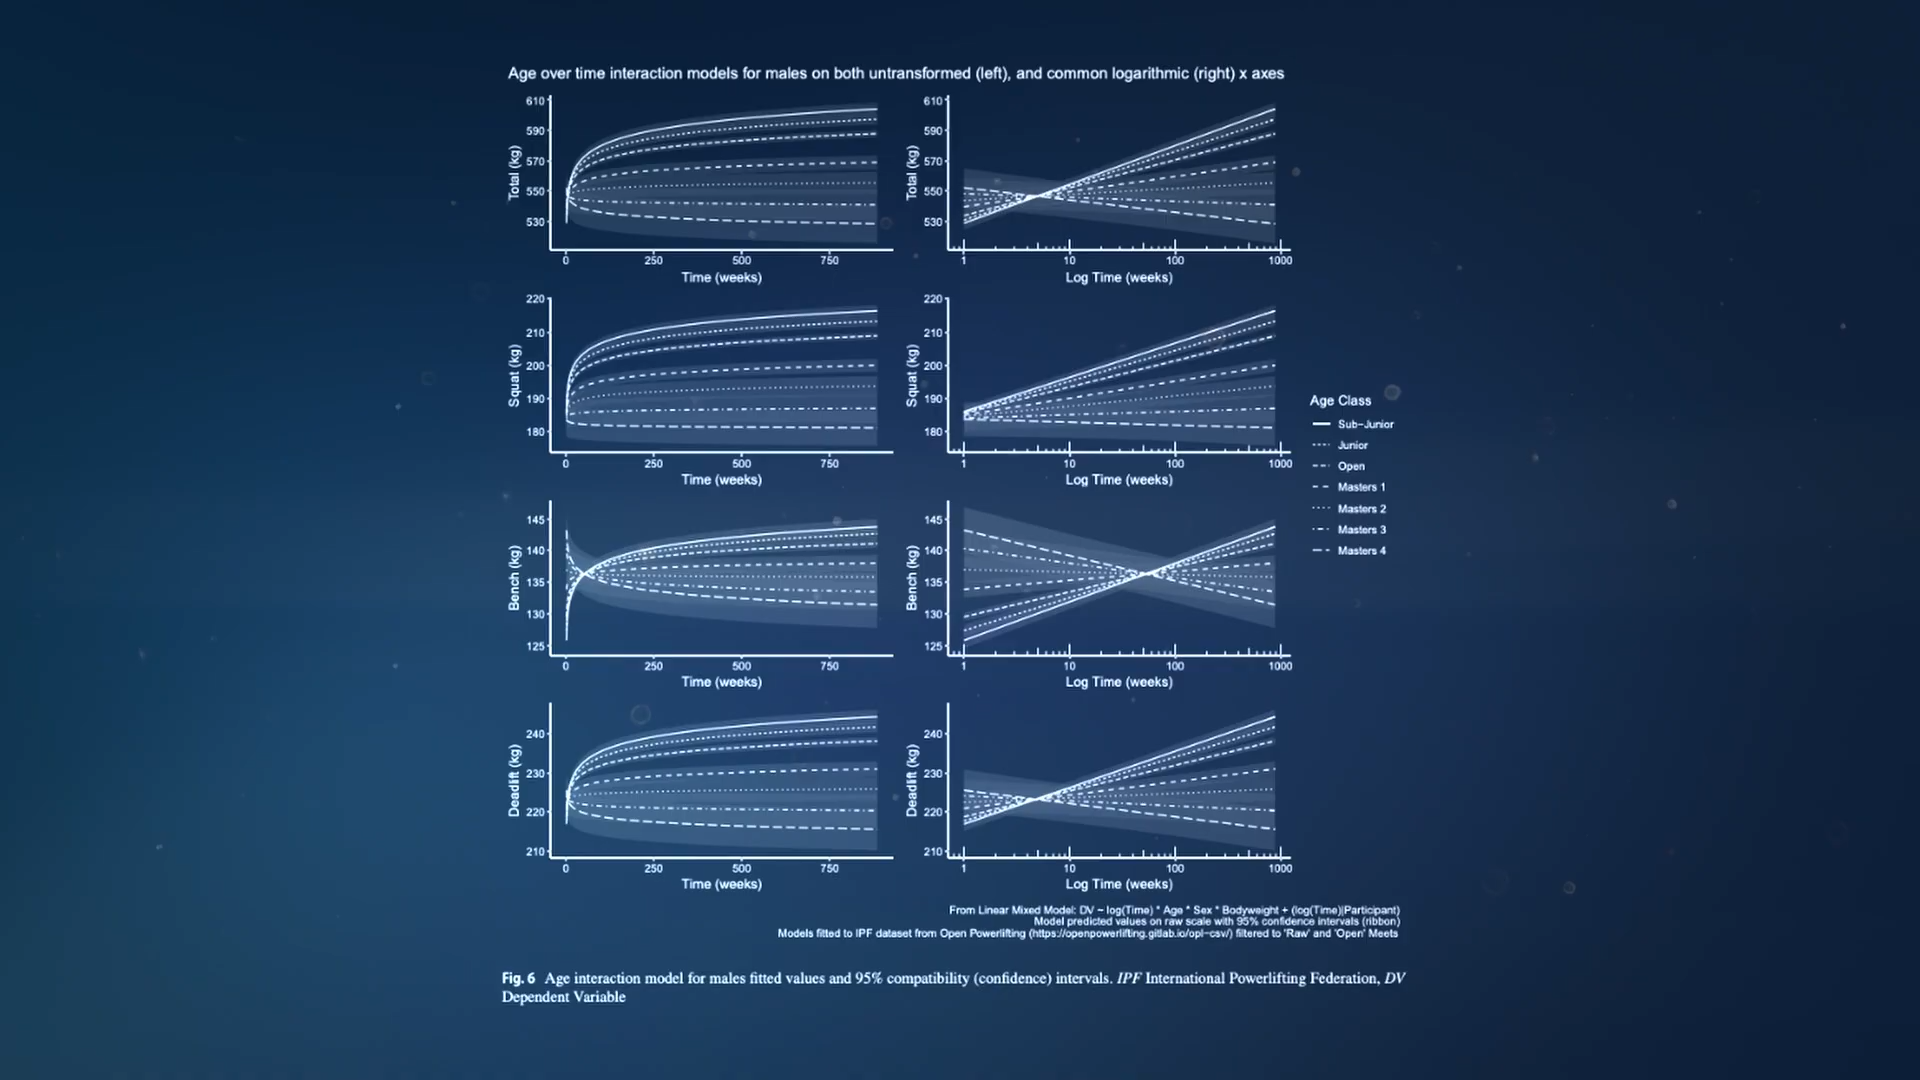 Age over time interaction models for males on both untransformed (left), and common logarithmic (right) x axes
610
590
570
550
530
Total (kg)
0 250 500 750
Time (weeks)
610
590
570
550
530
Total (kg)
1 10 100 1000
Log Time (weeks)
220
210
200
190
180
Squat (kg)
0 250 500 750
Time (weeks)
220
210
200
190
180
Squat (kg)
1 10 100 1000
Log Time (weeks)
Age Class
Sub-Junior
Junior
Open
Masters 1
Masters 2
Masters 3
Masters 4
145
140
135
130
125
Bench (kg)
0 250 500 750
Time (weeks)
145
140
135
130
125
Bench (kg)
1 10 100 1000
Log Time (weeks)
240
230
220
210
Deadlift (kg)
0 250 500 750
Time (weeks)
240
230
220
210
Deadlift (kg)
1 10 100 1000
Log Time (weeks)
From Linear Mixed Model: DV ~ log(Time) * Age * Sex * Bodyweight + (log(Time)|Participant)
Model predicted values on raw scale with 95% confidence intervals (ribbon)
Models fitted to IPF dataset from Open Powerlifting (https://openpowerlifting.gitlab.io/opl-csv/) filtered to 'Raw' and 'Open' Meets
Fig. 6 Age interaction model for males fitted values and 95% compatibility (confidence) intervals. IPF International Powerlifting Federation, DV
Dependent Variable